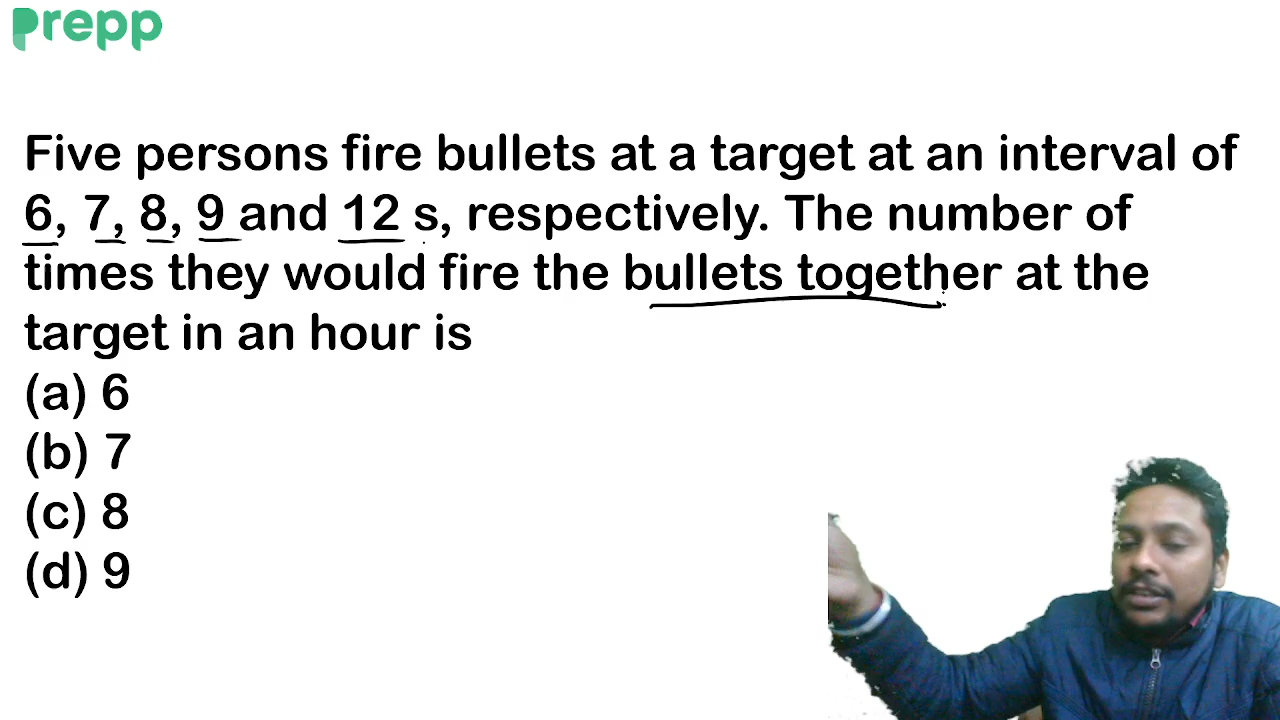 Prepp
Five persons fire bullets at a target at an interval of
6, 7, 8, 9 and 12 s, respectively. The number of
times they would fire the bullets together at the
target in an hour is
(a) 6
(b) 7
(c) 8
(d) 9